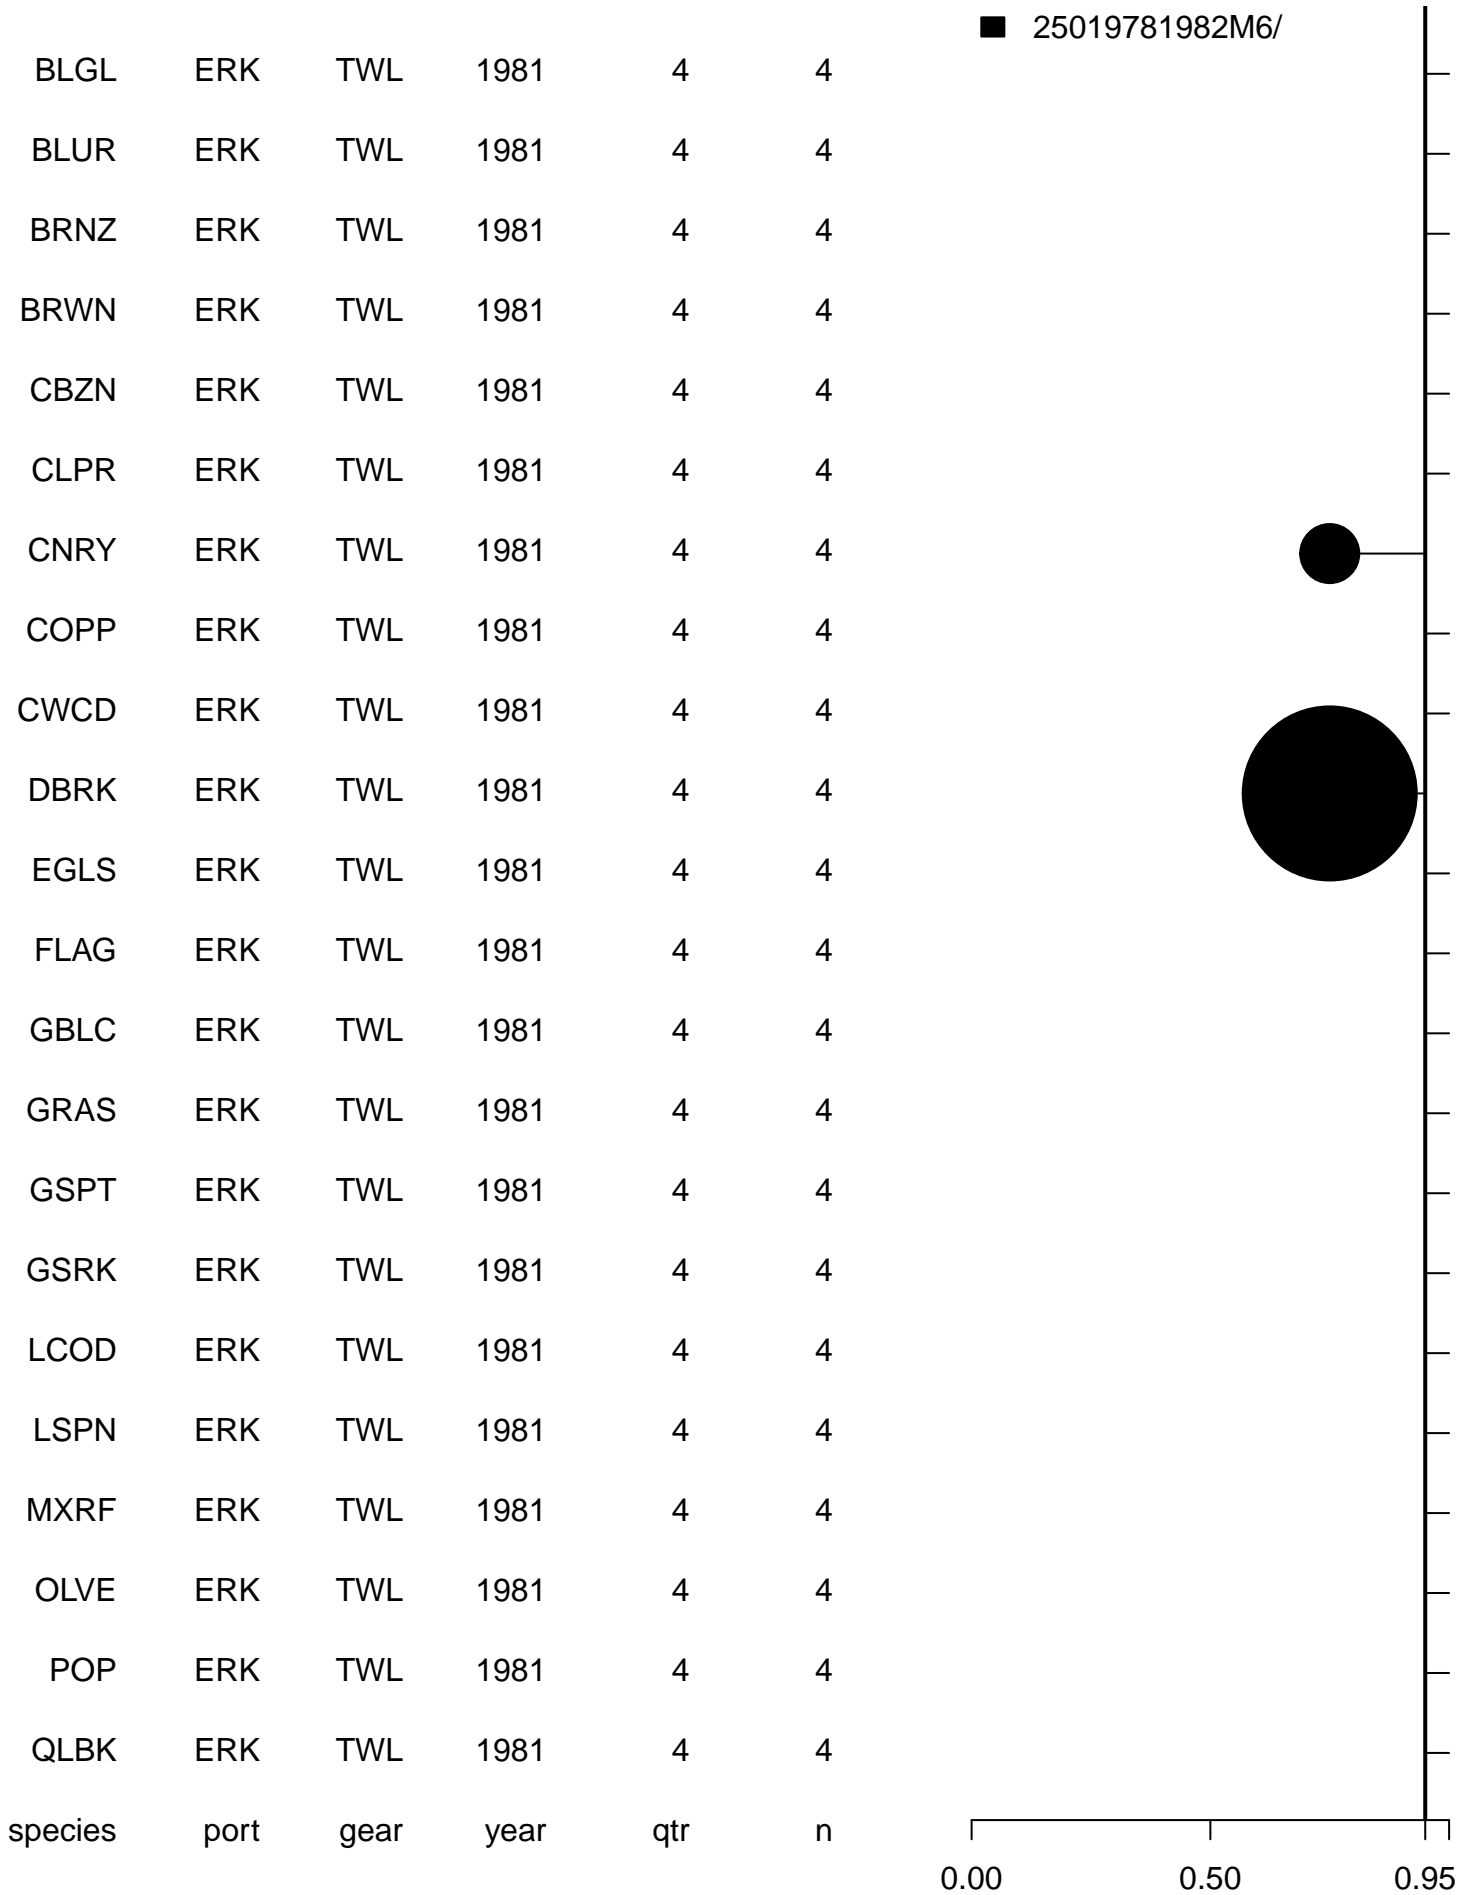 25019781982M6/
BLGL ERK TWL 1981 4 4
BLUR ERK TWL 1981 4 4
BRNZ ERK TWL 1981 4 4
BRWN ERK TWL 1981 4 4
CBZN ERK TWL 1981 4 4
CLPR ERK TWL 1981 4 4
CNRY ERK TWL 1981 4 4
COPP ERK TWL 1981 4 4
CWCD ERK TWL 1981 4 4
DBRK ERK TWL 1981 4 4
EGLS ERK TWL 1981 4 4
FLAG ERK TWL 1981 4 4
GBLC ERK TWL 1981 4 4
GRAS ERK TWL 1981 4 4
GSPT ERK TWL 1981 4 4
GSRK ERK TWL 1981 4 4
LCOD ERK TWL 1981 4 4
LSPN ERK TWL 1981 4 4
MXRF ERK TWL 1981 4 4
OLVE ERK TWL 1981 4 4
POP ERK TWL 1981 4 4
QLBK ERK TWL 1981 4 4
species port gear year qtr n
0.00 0.50 0.95